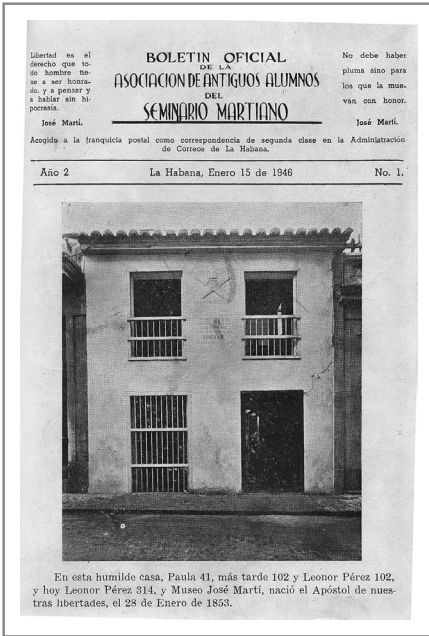 Libertad es el
derecho que to-
do hombre tie-
ne a ser honra-
do, y a pensar y
a hablar sin hi-
pocresía.
José Martí.
BOLETIN OFICIAL
DE LA
ASOCIACION DE ANTIGUOS ALUMNOS
DEL
SEMINARIO MARTIANO
No debe haber
pluma sino para
los que la mue-
van con honor.
José Martí.
Acogido a la franquicia postal como correspondencia de segunda clase en la Administración
de Correos de La Habana.
Año 2
La Habana, Enero 15 de 1946
No. 1.
En esta humilde casa, Paula 41, más tarde 102 y Leonor Pérez 102,
y hoy Leonor Pérez 314, y Museo José Martí, nació el Apóstol de nues-
tras libertades, el 28 de Enero de 1853.